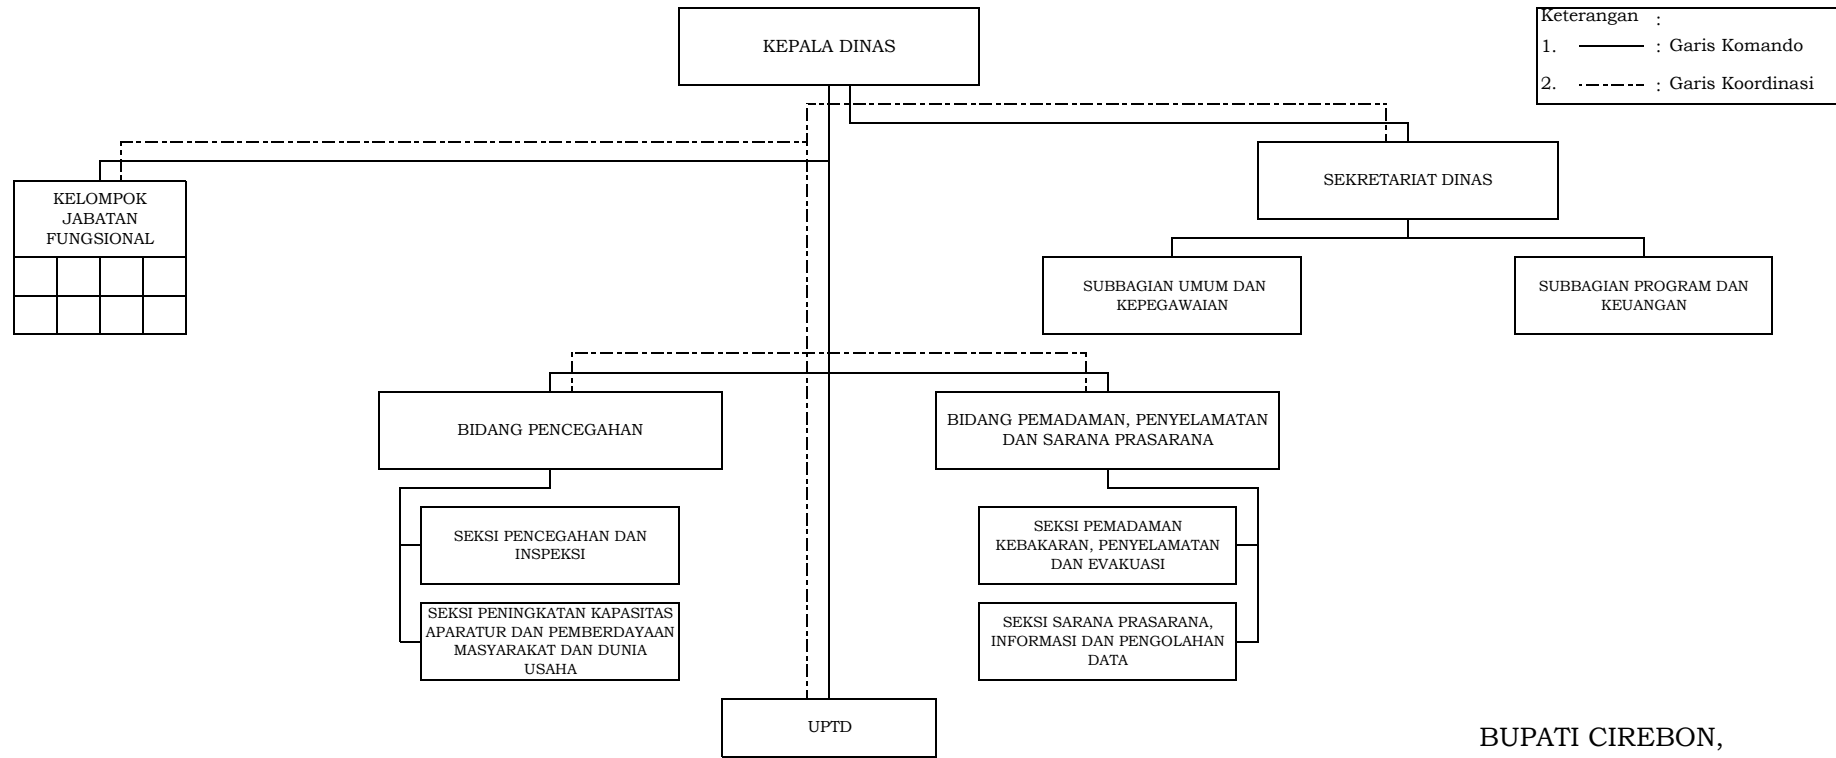 KEPALA DINAS
Keterangan :
1. : Garis Komando
2. : Garis Koordinasi
KELOMPOK
JABATAN
FUNGSIONAL
SEKRETARIAT DINAS
SUBBAGIAN UMUM DAN
KEPEGAWAIAN
SUBBAGIAN PROGRAM DAN
KEUANGAN
BIDANG PENCEGAHAN
BIDANG PEMADAMAN, PENYELAMATAN
DAN SARANA PRASARANA
SEKSI PENCEGAHAN DAN
INSPEKSI
SEKSI PEMADAMAN
KEBAKARAN, PENYELAMATAN
DAN EVAKUASI
SEKSI PENINGKATAN KAPASITAS
APARATUR DAN PEMBERDAYAAN
MASYARAKAT DAN DUNIA
USAHA
SEKSI SARANA PRASARANA,
INFORMASI DAN PENGOLAHAN
DATA
UPTD
BUPATI CIREBON,